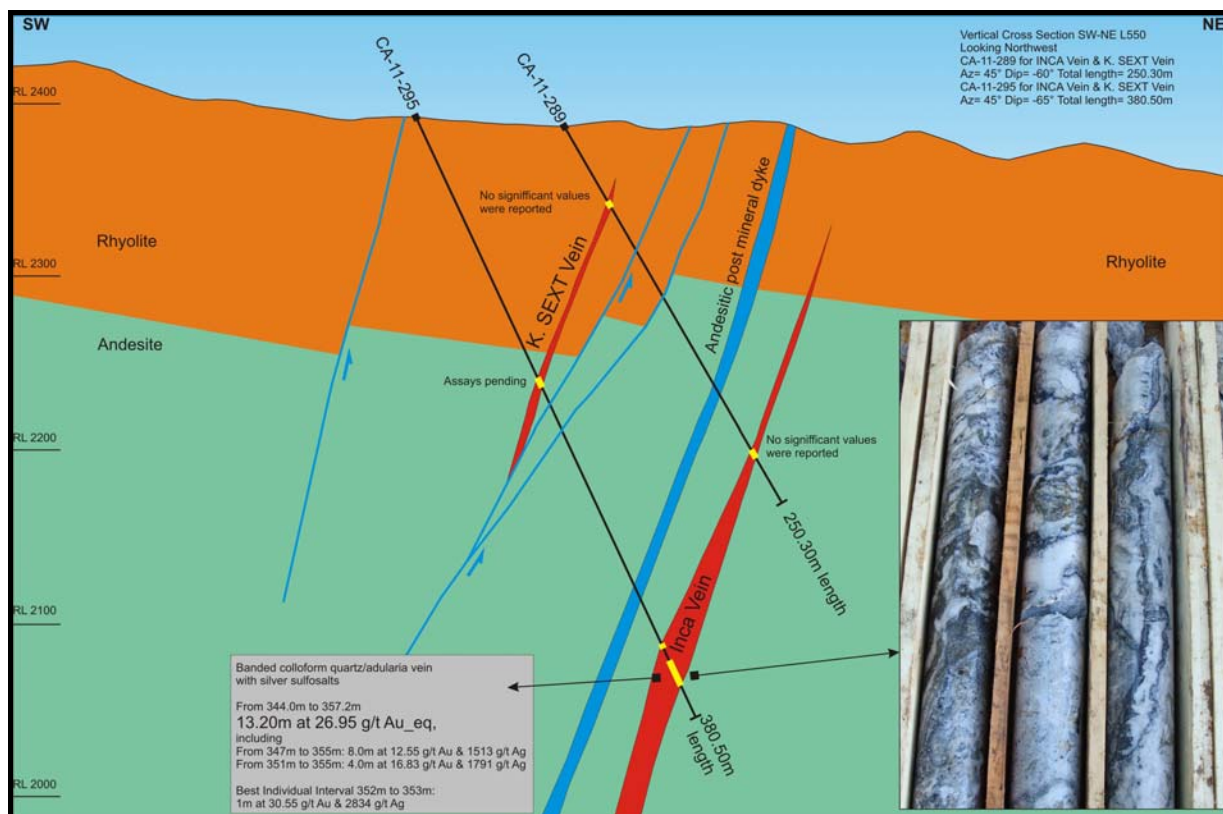 SW
NE
Vertical Cross Section SW-NE L550
Looking Northwest
CA-11-289 for INCA Vein & K. SEXT Vein
Az= 45° Dip= -60° Total length= 250.30m
CA-11-295 for INCA Vein & K. SEXT Vein
Az= 45° Dip= -65° Total length= 380.50m
CA-11-295
CA-11-289
RL 2400
No signifficant values
were reported
Rhyolite
K. SEXT Vein
Andesitic post mineral dyke
Rhyolite
RL 2300
Andesite
Assays pending
RL 2200
No significant values
were reported
250.30m length
RL 2100
Inca Vein
380.50m
length
Banded colloform quartz/adularia vein
with silver sulfosalts
From 344.0m to 357.2m
13.20m at 26.95 g/t Au_eq,
including
From 347m to 355m: 8.0m at 12.55 g/t Au & 1513 g/t Ag
From 351m to 355m: 4.0m at 16.83 g/t Au & 1791 g/t Ag
Best Individual Interval 352m to 353m:
1m at 30.55 g/t Au & 2834 g/t Ag
RL 2000